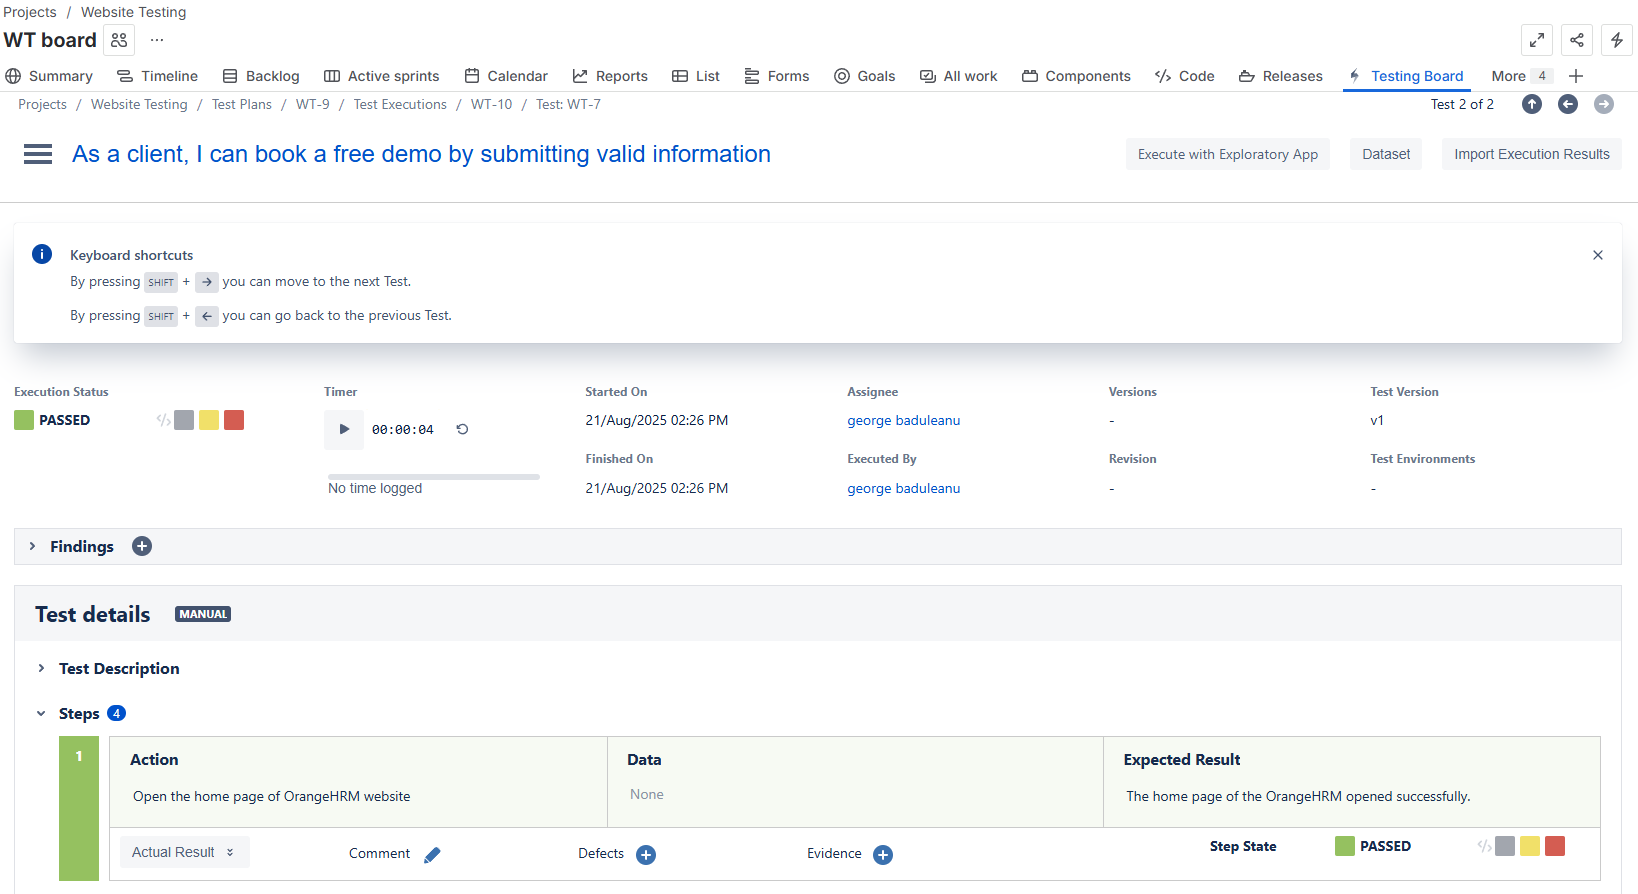 Projects / Website Testing
WT board ...
Summary Timeline Backlog Active sprints Calendar Reports List Forms Goals All work Components Code Releases Testing Board More 4
Projects / Website Testing / Test Plans / WT-9 / Test Executions / WT-10 / Test: WT-7
Test 2 of 2
As a client, I can book a free demo by submitting valid information
Execute with Exploratory App Dataset Import Execution Results
Keyboard shortcuts
By pressing SHIFT + → you can move to the next Test.
By pressing SHIFT + ← you can go back to the previous Test.
Execution Status Timer Started On Assignee Versions Test Version
PASSED 00:00:04 21/Aug/2025 02:26 PM george baduleanu - v1
Finished On Executed By Revision Test Environments
No time logged 21/Aug/2025 02:26 PM george baduleanu - -
Findings
Test details MANUAL
Test Description
Steps 4
1 Action Data Expected Result
Open the home page of OrangeHRM website None The home page of the OrangeHRM opened successfully.
Actual Result Comment Defects Evidence Step State PASSED